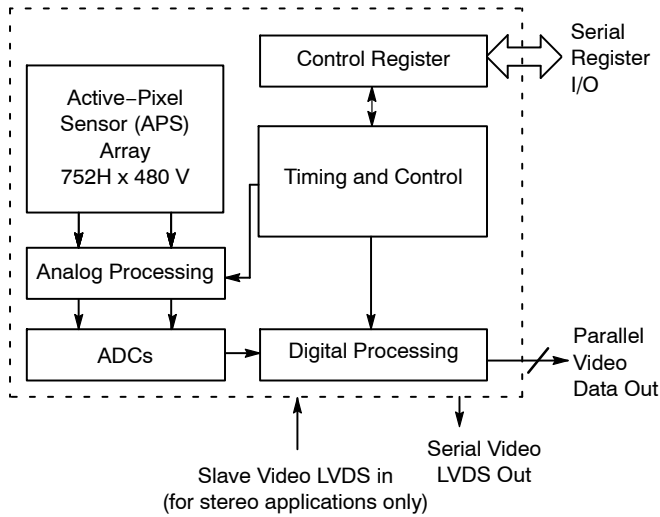 Control Register
Serial
Register
I/O
Active−Pixel
Sensor (APS)
Array
752H x 480 V
Timing and Control
Analog Processing
ADCs
Digital Processing
Parallel
Video
Data Out
Slave Video LVDS in
(for stereo applications only)
Serial Video
LVDS Out